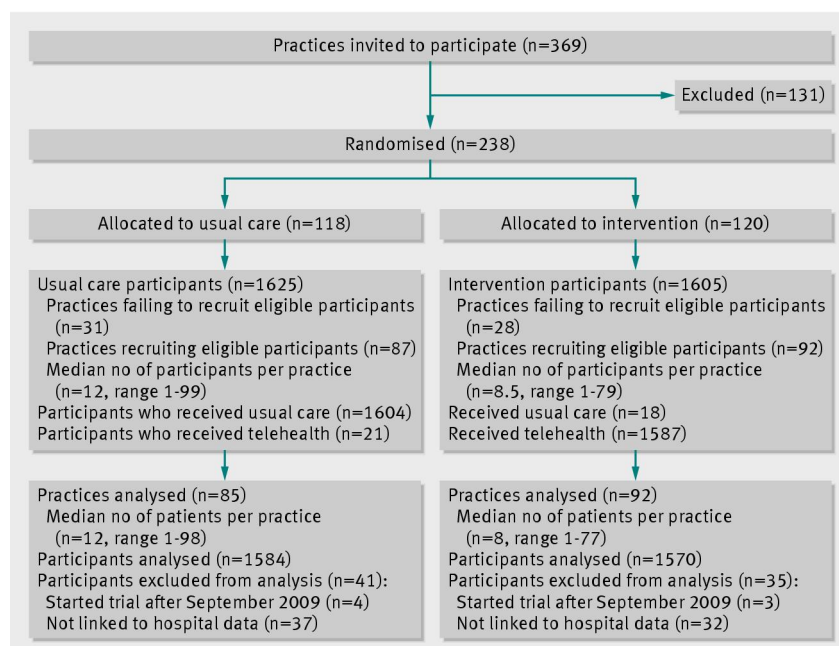 Practices invited to participate (n=369)
Excluded (n=131)
Randomised (n=238)
Allocated to usual care (n=118)
Allocated to intervention (n=120)
Usual care participants (n=1625)
Practices failing to recruit eligible participants
(n=31)
Practices recruiting eligible participants (n=87)
Median no of participants per practice
(n=12, range 1-99)
Participants who received usual care (n=1604)
Participants who received telehealth (n=21)
Intervention participants (n=1605)
Practices failing to recruit eligible participants
(n=28)
Practices recruiting eligible participants (n=92)
Median no of participants per practice
(n=8.5, range 1-79)
Received usual care (n=18)
Received telehealth (n=1587)
Practices analysed (n=85)
Median no of patients per practice
(n=12, range 1-98)
Participants analysed (n=1584)
Participants excluded from analysis (n=41):
Started trial after September 2009 (n=4)
Not linked to hospital data (n=37)
Practices analysed (n=92)
Median no of patients per practice
(n=8, range 1-77)
Participants analysed (n=1570)
Participants excluded from analysis (n=35):
Started trial after September 2009 (n=3)
Not linked to hospital data (n=32)